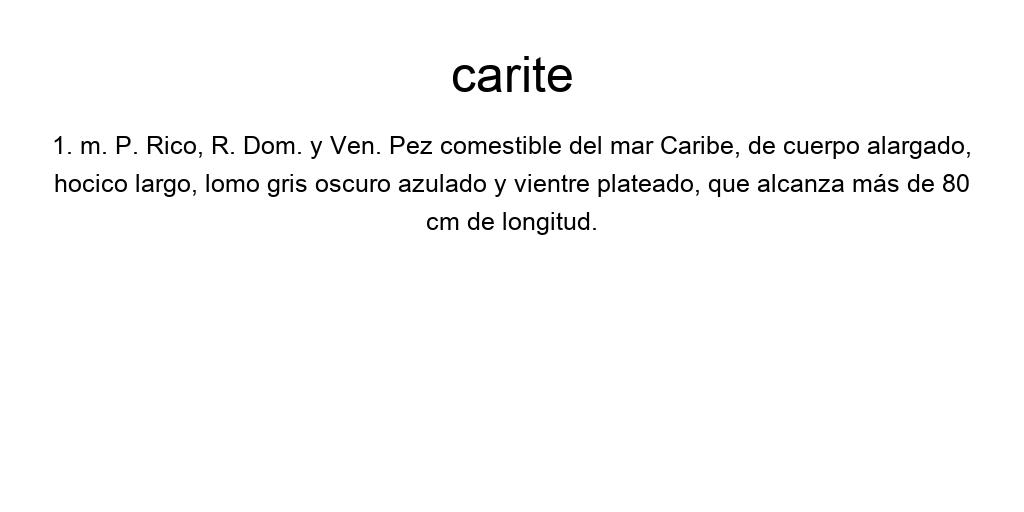 carite
1. m. P. Rico, R. Dom. y Ven. Pez comestible del mar Caribe, de cuerpo alargado,
hocico largo, lomo gris oscuro azulado y vientre plateado, que alcanza más de 80
cm de longitud.